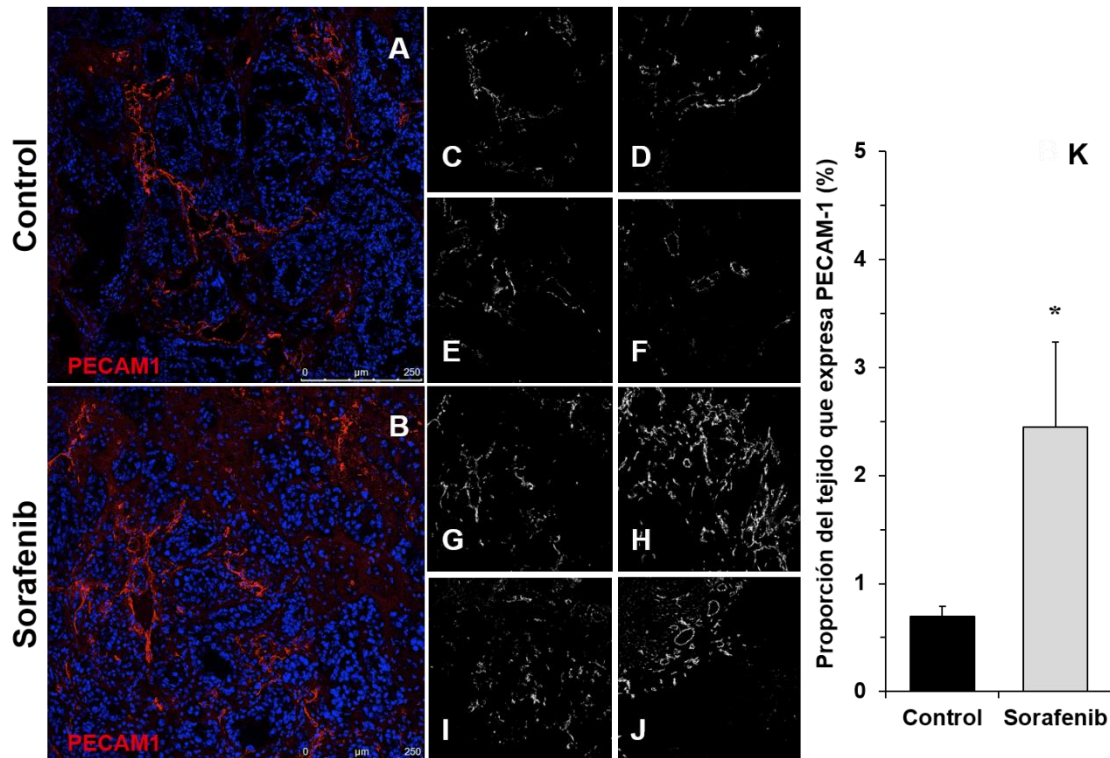 Control
A
PECAM1
0 µm 250
Sorafenib
B
PECAM1
0 µm 250
C
D
E
F
G
H
I
J
K
Proporción del tejido que expresa PECAM-1 (%)
5
4
3
2
1
0
*
Control
Sorafenib